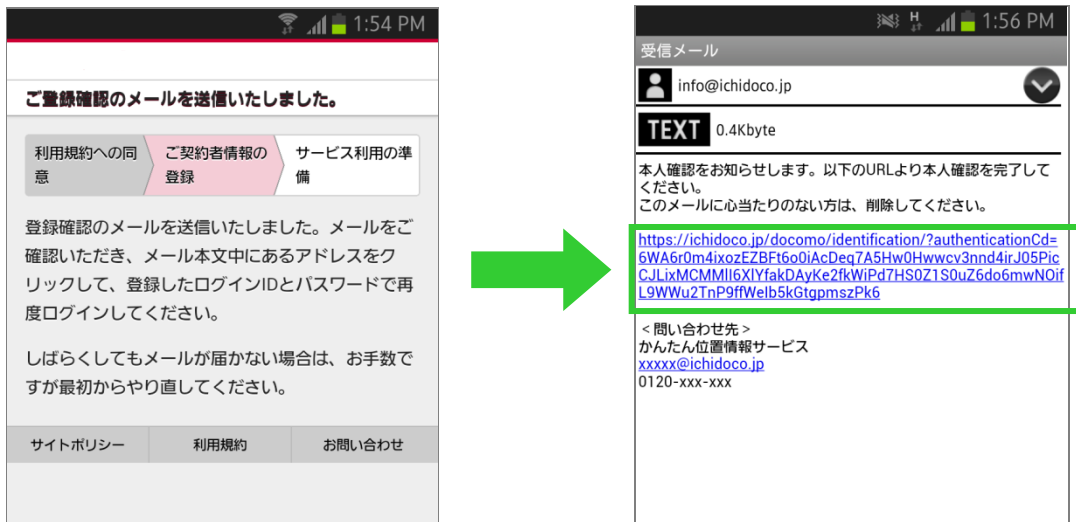 1:54 PM
ご登録確認のメールを送信いたしました。
利用規約への同
意
ご契約者情報の
登録
サービス利用の準
備
登録確認のメールを送信いたしました。メールをご
確認いただき、メール本文中にあるアドレスをク
リックして、登録したログインIDとパスワードで再
度ログインしてください。
しばらくしてもメールが届かない場合は、お手数で
すが最初からやり直してください。
サイトポリシー
利用規約
お問い合わせ
H 1:56 PM
受信メール
info@ichidoco.jp
TEXT 0.4Kbyte
本人確認をお知らせします。以下のURLより本人確認を完了して
ください。
このメールに心当たりのない方は、削除してください。
https://ichidoco.jp/docomo/identification/?authenticationCd=
6WA6r0m4ixozEZBFt6o0iAcDeq7A5Hw0Hwwcv3nnd4irJ05Pic
CJLixMCMMlI6XlYfakDAyKe2fkWiPd7HS0Z1S0uZ6do6mwNOif
L9WWu2TnP9ffWeIb5kGtgpmszPk6
＜問い合わせ先＞
かんたん位置情報サービス
xxxxx@ichidoco.jp
0120-xxx-xxx